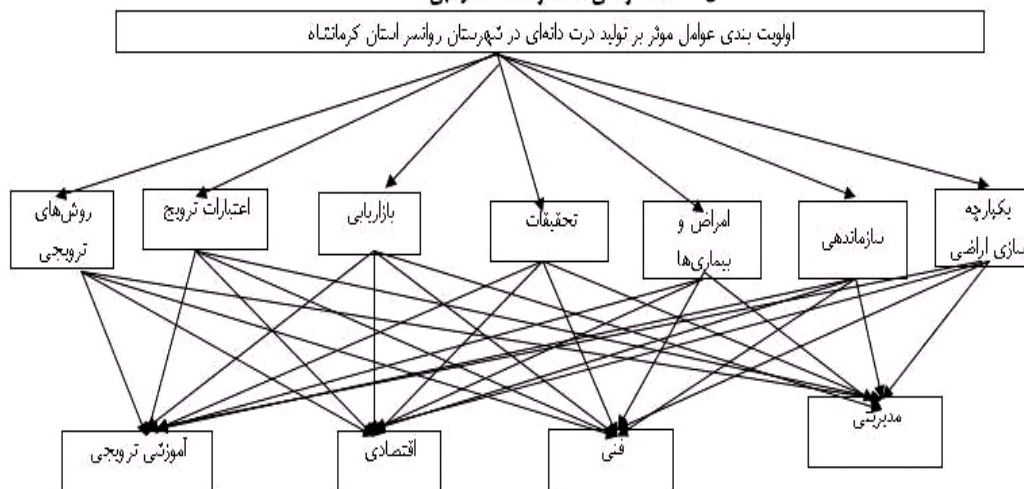 اولویت بندی عوامل موثر بر تولید ذرت دانه‌ای در شهرستان روانسر استان کرمانشاه
یکپارچه
سازی اراضی
سازماندهی
امراض و
بیماری‌ها
تحقیقات
بازاریابی
اعتبارات ترویج
روش‌های
ترویجی
مدیریتی
فنی
اقتصادی
آموزشی ترویجی